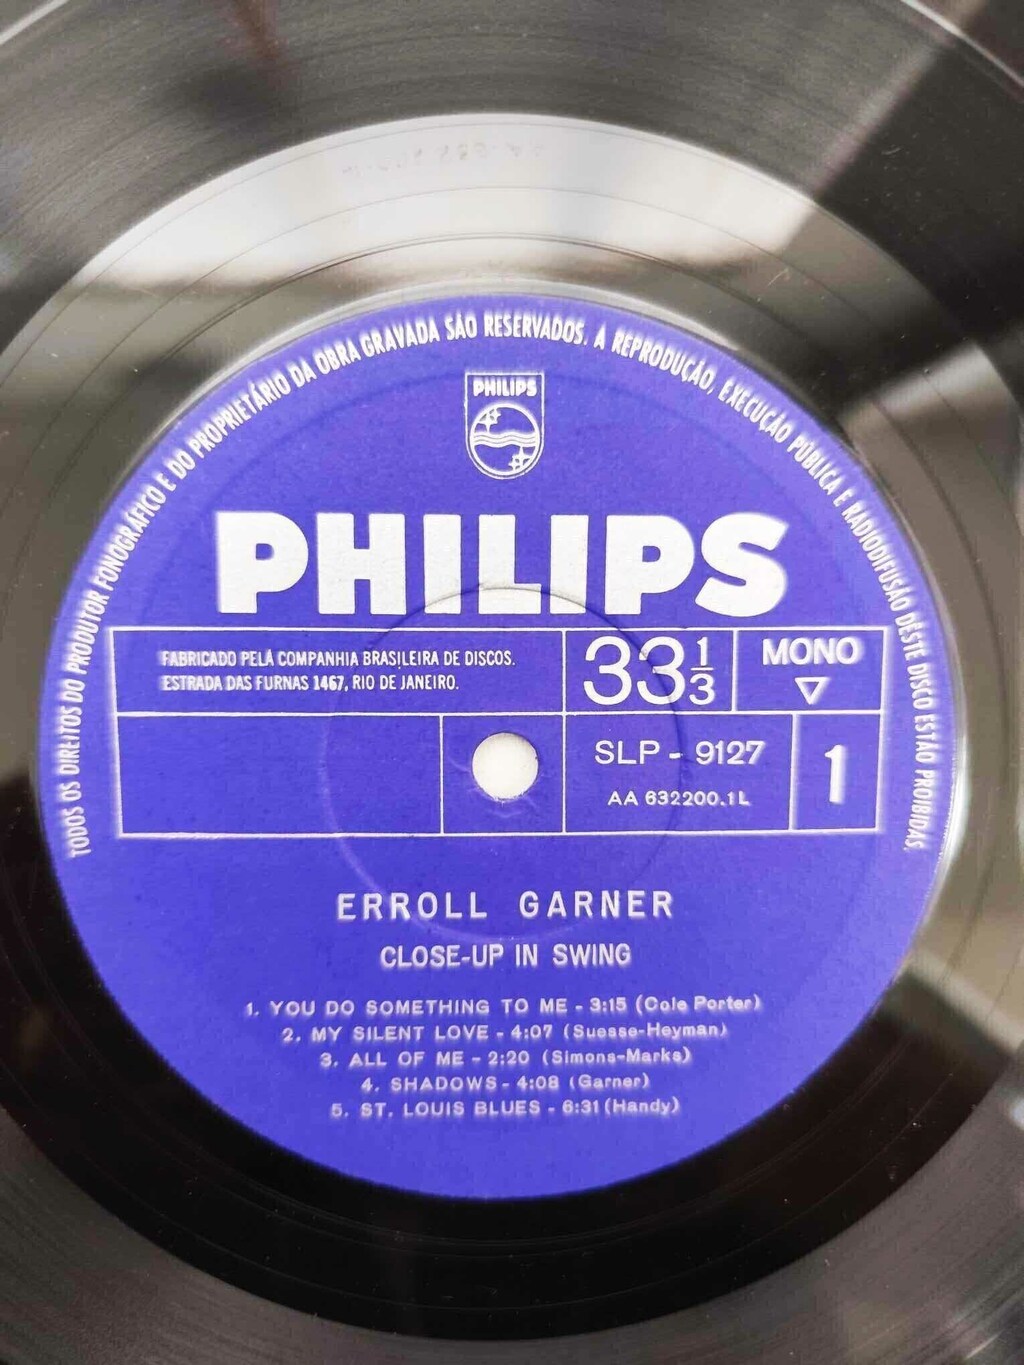 TODOS OS DIREITOS DO PRODUTOR FONOGRÁFICO E DO PROPRIETÁRIO DA OBRA GRAVADA SÃO RESERVADOS. A REPRODUÇÃO, EXECUÇÃO PÚBLICA E RADIODIFUSÃO DÊSTE DISCO ESTÃO PROIBIDAS.
PHILIPS
PHILIPS
FABRICADO PELA COMPANHIA BRASILEIRA DE DISCOS.
ESTRADA DAS FURNAS 1467, RIO DE JANEIRO.
33 1/3
MONO
SLP - 9127
AA 632200.1L
1
ERROLL GARNER
CLOSE-UP IN SWING
1. YOU DO SOMETHING TO ME - 3:15 (Cole Porter)
2. MY SILENT LOVE - 4:07 (Suesse-Heyman)
3. ALL OF ME - 2:20 (Simons-Marks)
4. SHADOWS - 4:08 (Garner)
5. ST. LOUIS BLUES - 6:31 (Handy)